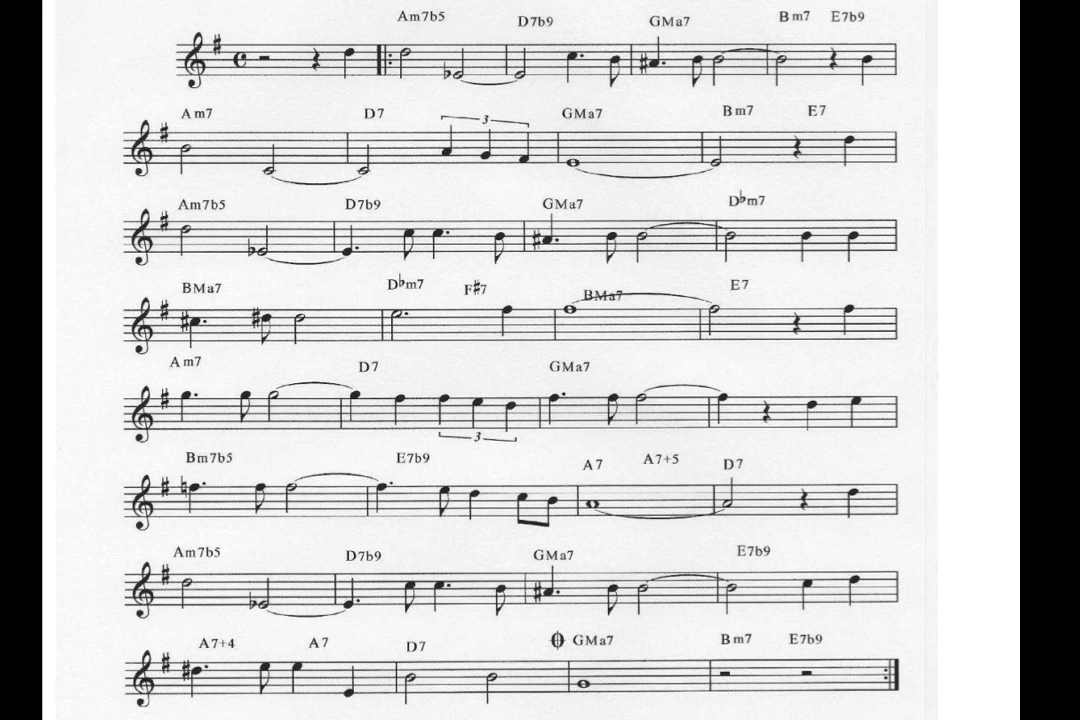 Am7b5 D7b9 GMa7 Bm7 E7b9
Am7 D7 3 GMa7 Bm7 E7
Am7b5 D7b9 GMa7 D♭m7
BMa7 D♭m7 F#7 BMa7 E7
Am7 D7 3 GMa7
Bm7b5 E7b9 A7 A7+5 D7
Am7b5 D7b9 GMa7 E7b9
A7+4 A7 D7 GMa7 Bm7 E7b9